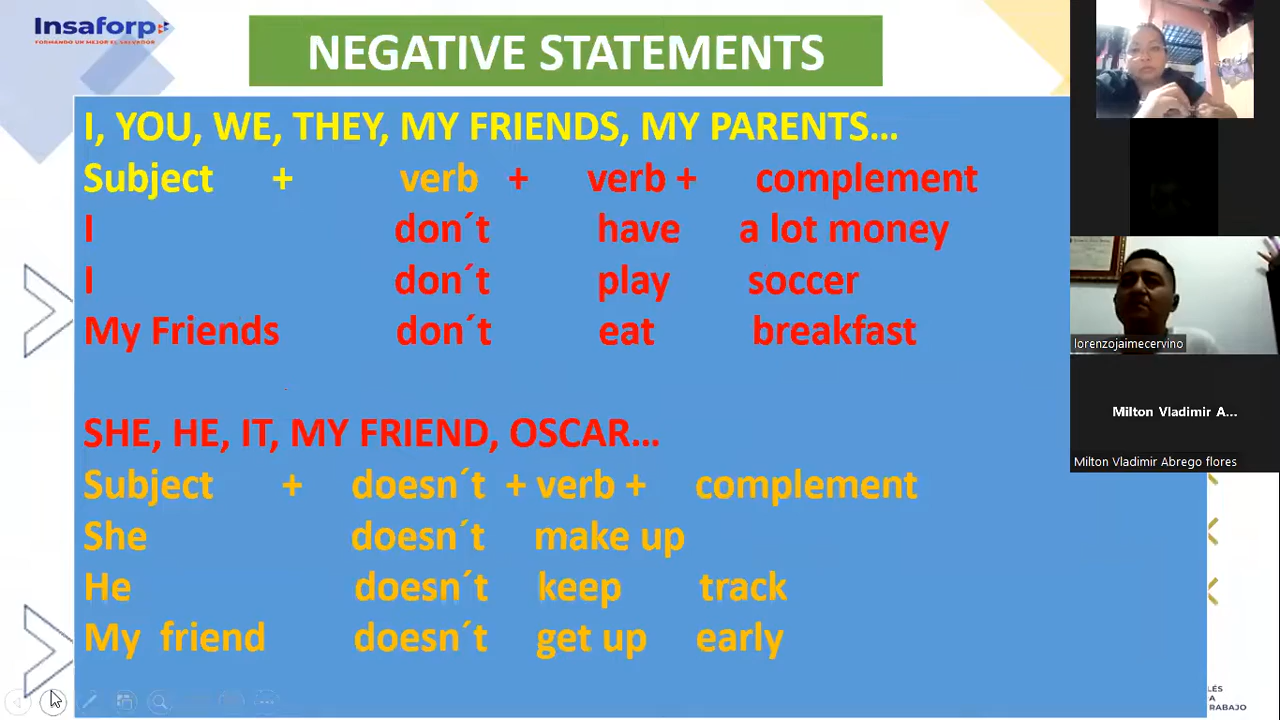 Insaforp
FORMANDO UN MEJOR EL SALVADOR
NEGATIVE STATEMENTS
I, YOU, WE, THEY, MY FRIENDS, MY PARENTS…
Subject + verb + verb + complement
I don´t have a lot money
I don´t play soccer
My Friends don´t eat breakfast
SHE, HE, IT, MY FRIEND, OSCAR…
Subject + doesn´t + verb + complement
She doesn´t make up
He doesn´t keep track
My friend doesn´t get up early
lorenzojaimecervino
Milton Vladimir A...
Milton Vladimir Abrego flores
LÉS
A
RABAJO